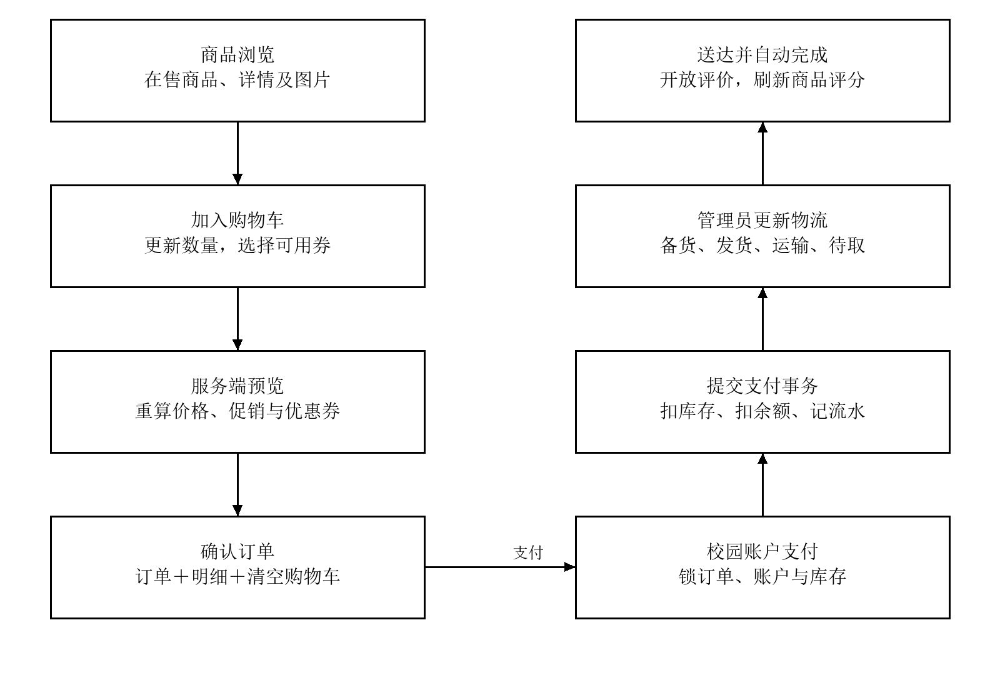 商品浏览
在售商品、详情及图片
加入购物车
更新数量，选择可用券
服务端预览
重算价格、促销与优惠券
确认订单
订单＋明细＋清空购物车
支付
校园账户支付
锁订单、账户与库存
提交支付事务
扣库存、扣余额、记流水
管理员更新物流
备货、发货、运输、待取
送达并自动完成
开放评价，刷新商品评分